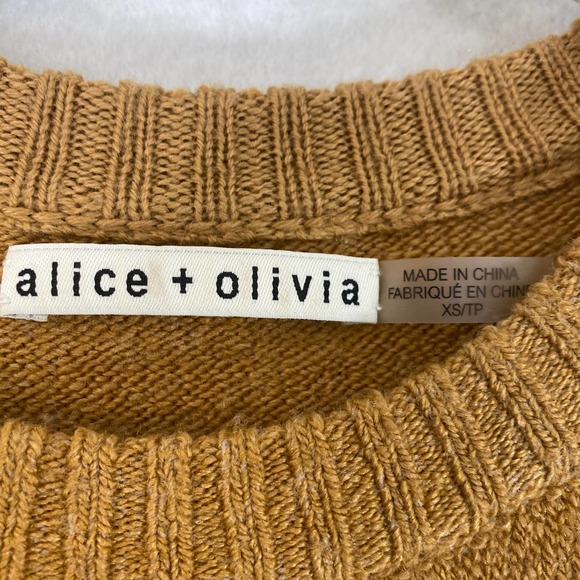 alice + olivia
MADE IN CHINA
FABRIQUÉ EN CHINE
XS/TP